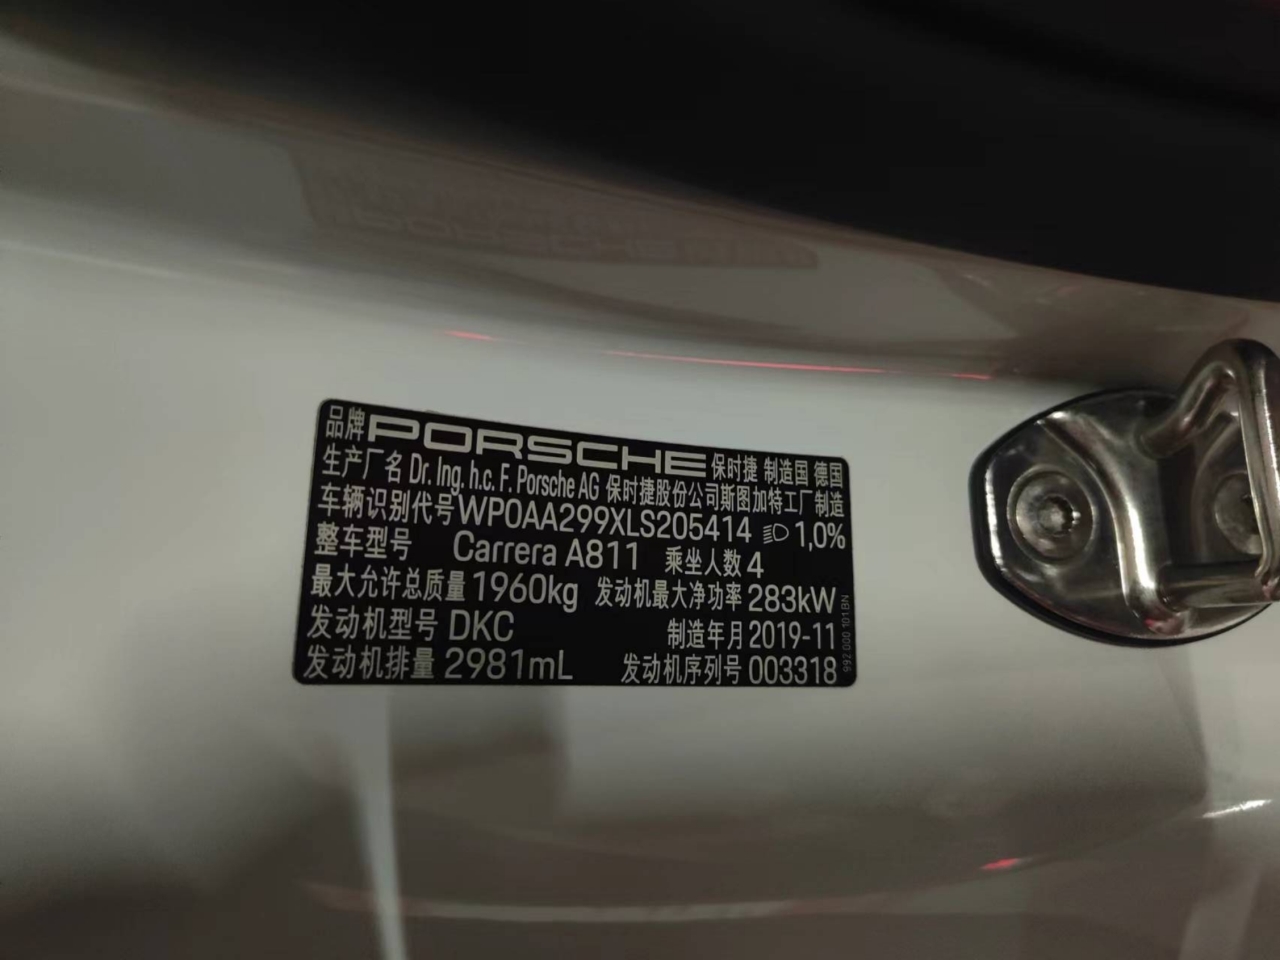 品牌 PORSCHE 保时捷 制造国 德国
生产厂名 Dr. Ing. h.c. F. Porsche AG 保时捷股份公司斯图加特工厂制造
车辆识别代号 WP0AA299XLS205414 1,0%
整车型号 Carrera A811 乘坐人数 4
最大允许总质量 1960kg 发动机最大净功率 283kW
发动机型号 DKC 制造年月 2019-11
发动机排量 2981mL 发动机序列号 003318
992 000 101 BN